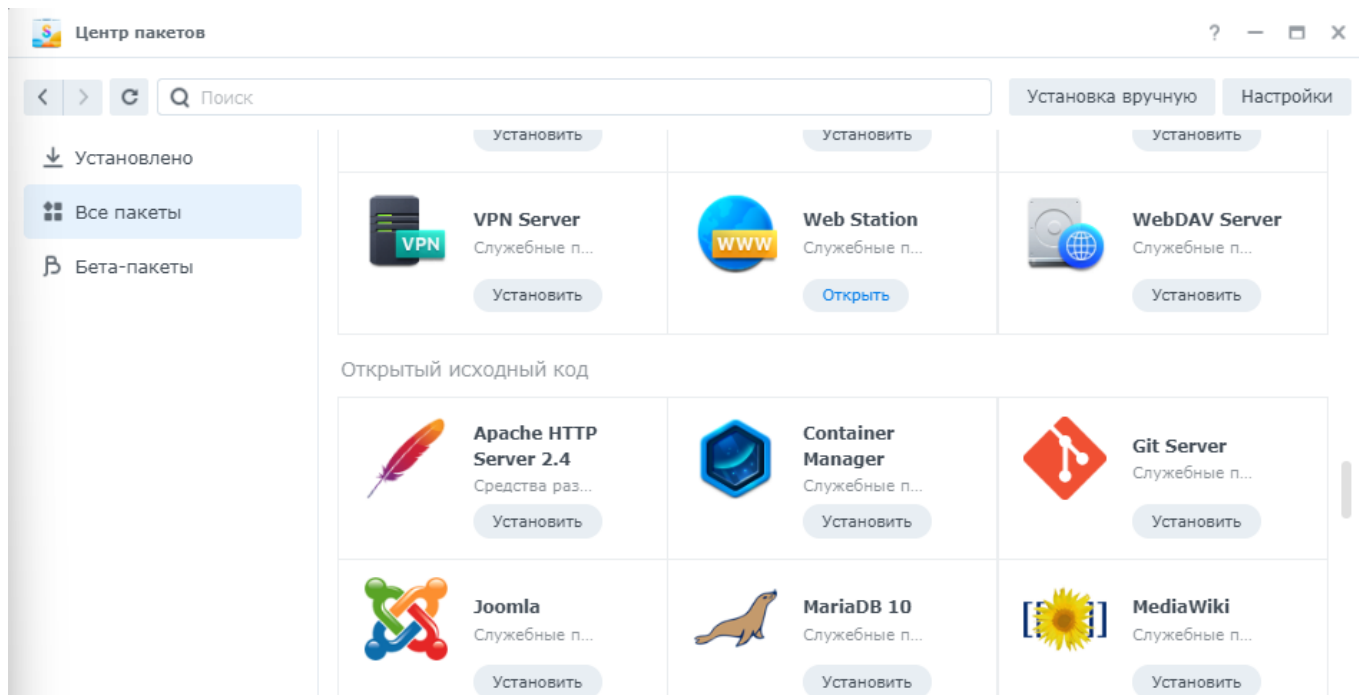 Центр пакетов
Поиск
Установка вручную
Настройки
Установлено
Все пакеты
Бета-пакеты
Установить
Установить
Установить
VPN
VPN Server
Служебные п...
Установить
WWW
Web Station
Служебные п...
Открыть
WebDAV Server
Служебные п...
Установить
Открытый исходный код
Apache HTTP
Server 2.4
Средства раз...
Установить
Container
Manager
Служебные п...
Установить
Git Server
Служебные п...
Установить
Joomla
Служебные п...
Установить
MariaDB 10
Служебные п...
Установить
MediaWiki
Служебные п...
Установить